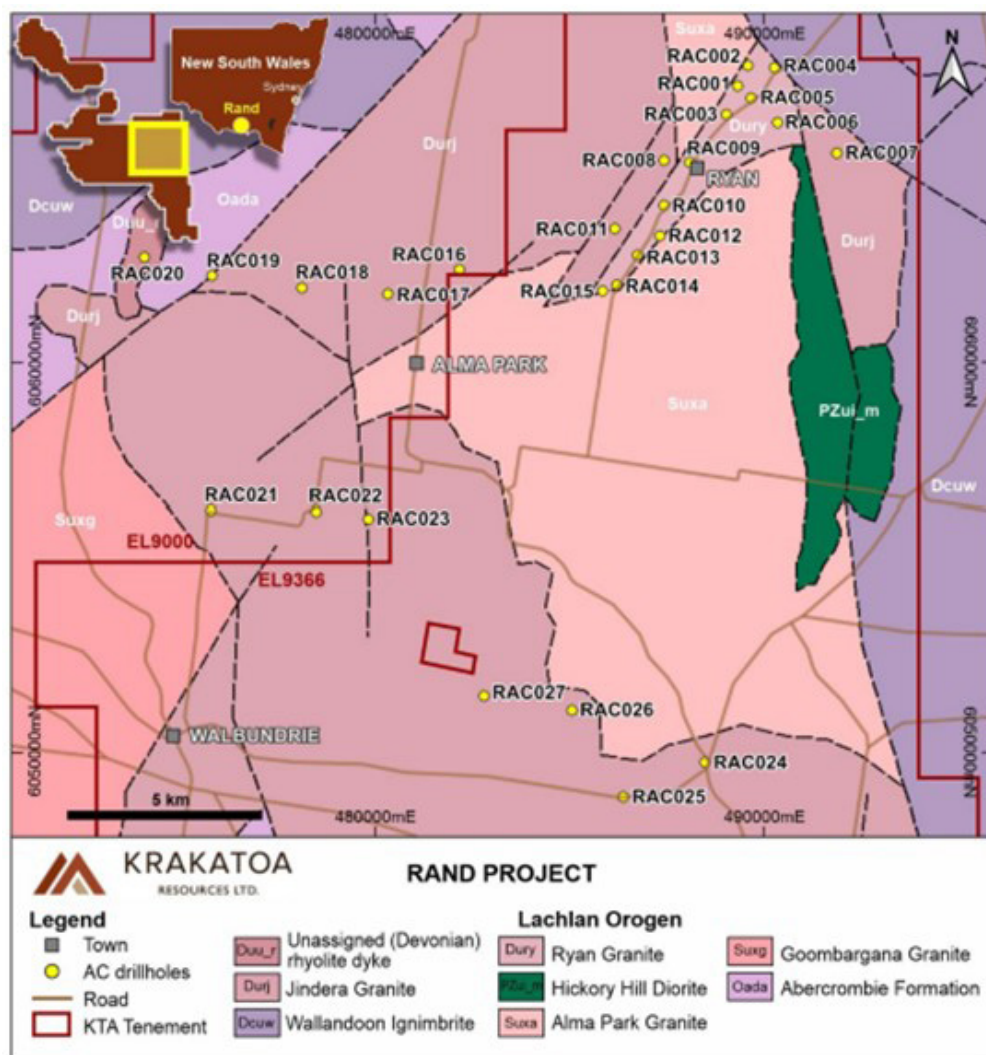 480000mE
490000mE
N
New South Wales
Sydney
Rand
Suxa
RAC002
RAC004
RAC001
RAC005
RAC003
Dury
RAC006
Durj
RAC008
RAC009
RAC007
RYAN
Dcuw
Oada
RAC010
RAC011
RAC012
Durj
RAC020
RAC019
RAC018
RAC016
RAC013
RAC017
RAC015
RAC014
Durj
6060000mN
ALMA PARK
6060000mN
Suxa
PZui_m
RAC021
RAC022
RAC023
Dcuw
Suxg
EL9000
EL9366
RAC027
RAC026
WALBUNDRIE
RAC024
6050000mN
6050000mN
5 km
RAC025
480000mE
490000mE
KRAKATOA
RESOURCES LTD.
RAND PROJECT
Legend
Town
AC drillholes
Road
KTA Tenement
Duu_r Unassigned (Devonian)
rhyolite dyke
Durj Jindera Granite
Dcuw Wallandoon Ignimbrite
Lachlan Orogen
Dury Ryan Granite
PZui_m Hickory Hill Diorite
Suxa Alma Park Granite
Suxg Goombargana Granite
Oada Abercrombie Formation